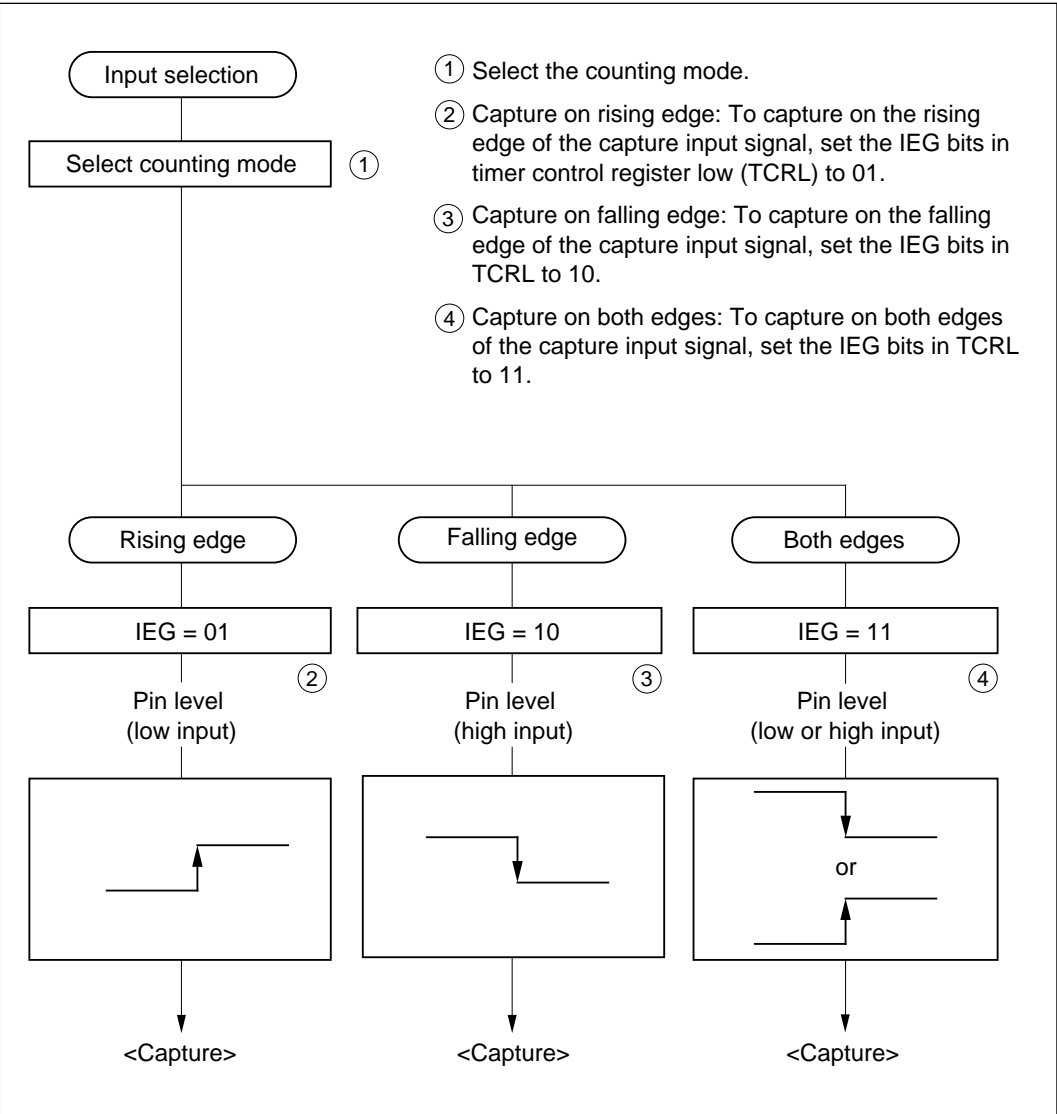 Input selection
Select counting mode ①
① Select the counting mode.
② Capture on rising edge: To capture on the rising
edge of the capture input signal, set the IEG bits in
timer control register low (TCRL) to 01.
③ Capture on falling edge: To capture on the falling
edge of the capture input signal, set the IEG bits in
TCRL to 10.
④ Capture on both edges: To capture on both edges
of the capture input signal, set the IEG bits in TCRL
to 11.
Rising edge
IEG = 01
②
Pin level
(low input)
<Capture>
Falling edge
IEG = 10
③
Pin level
(high input)
<Capture>
Both edges
IEG = 11
④
Pin level
(low or high input)
or
<Capture>